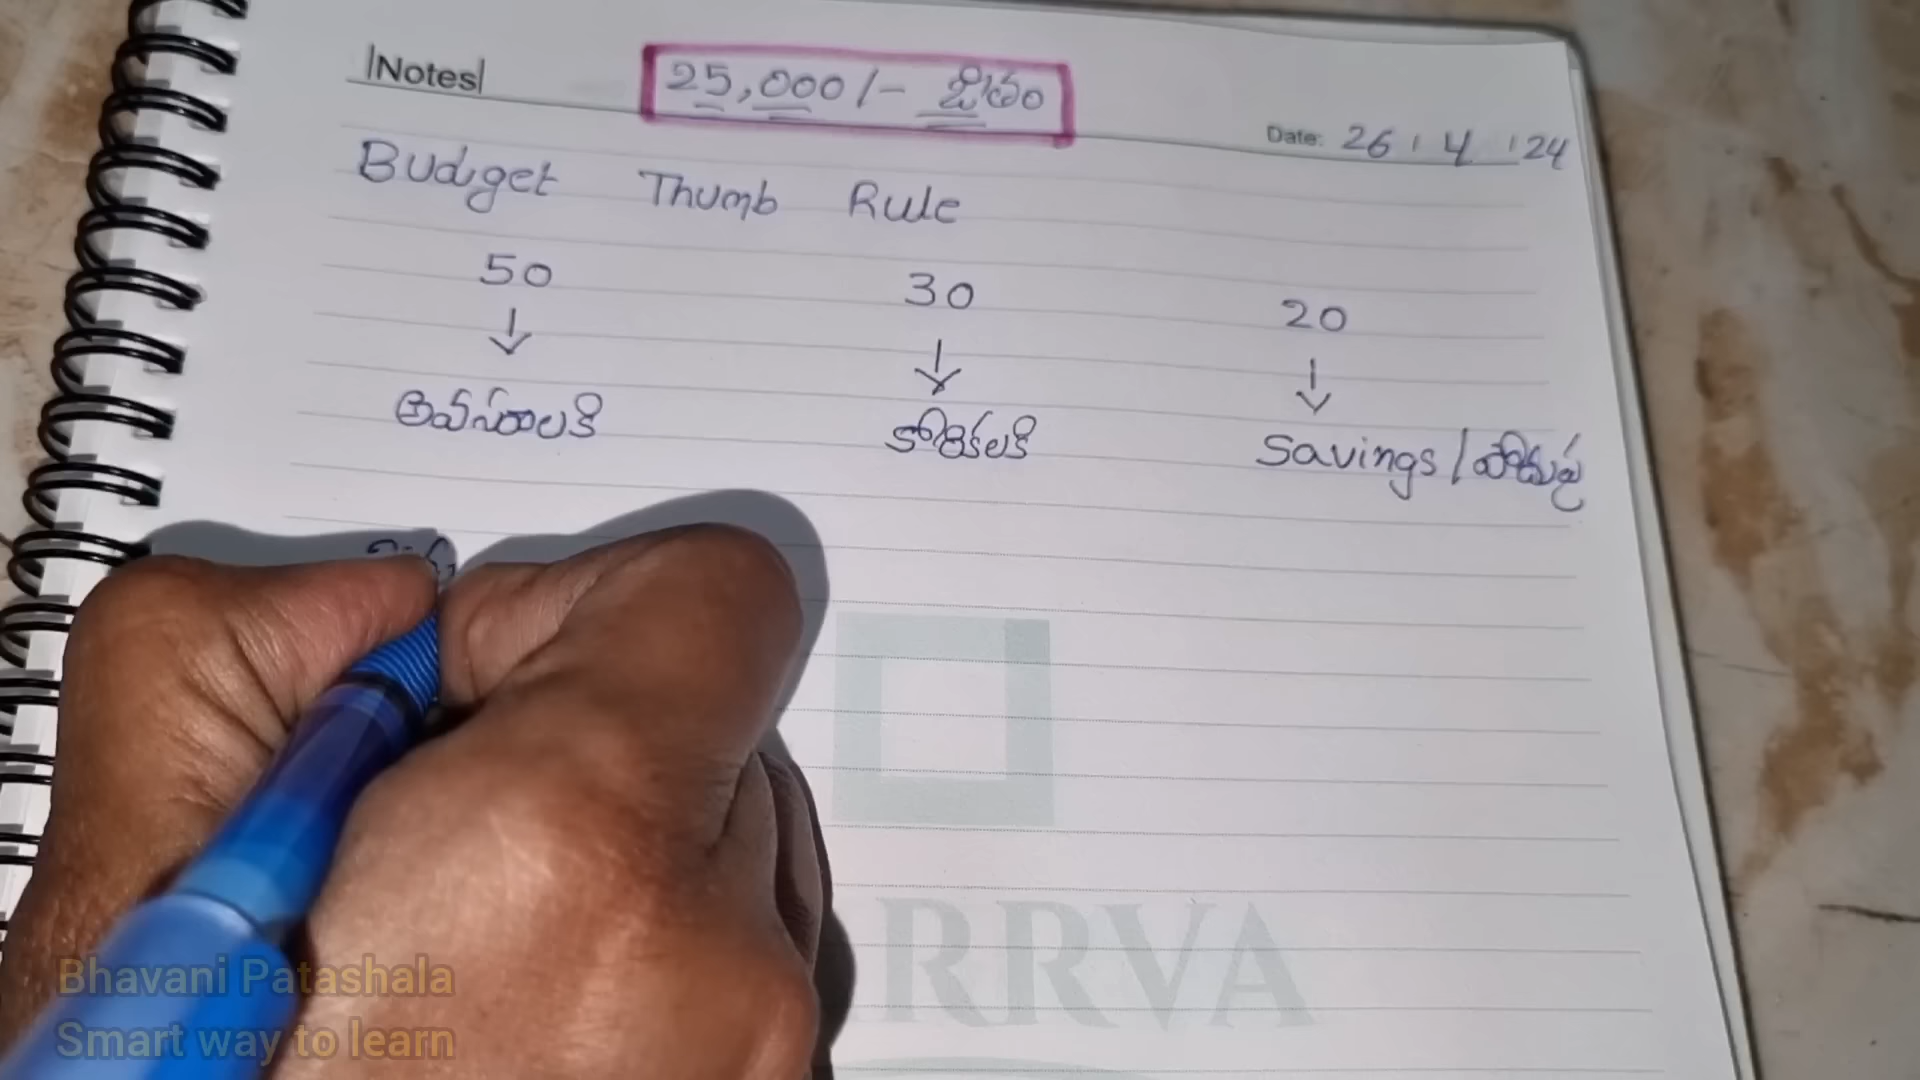 Notes
25,000/- జీతం
Date: 26 / 4 / 24
Budget Thumb Rule
50 30 20
అవసరాలకి కోరికలకి Savings / పొదుపు
RRVA
Bhavani Patashala
Smart way to learn